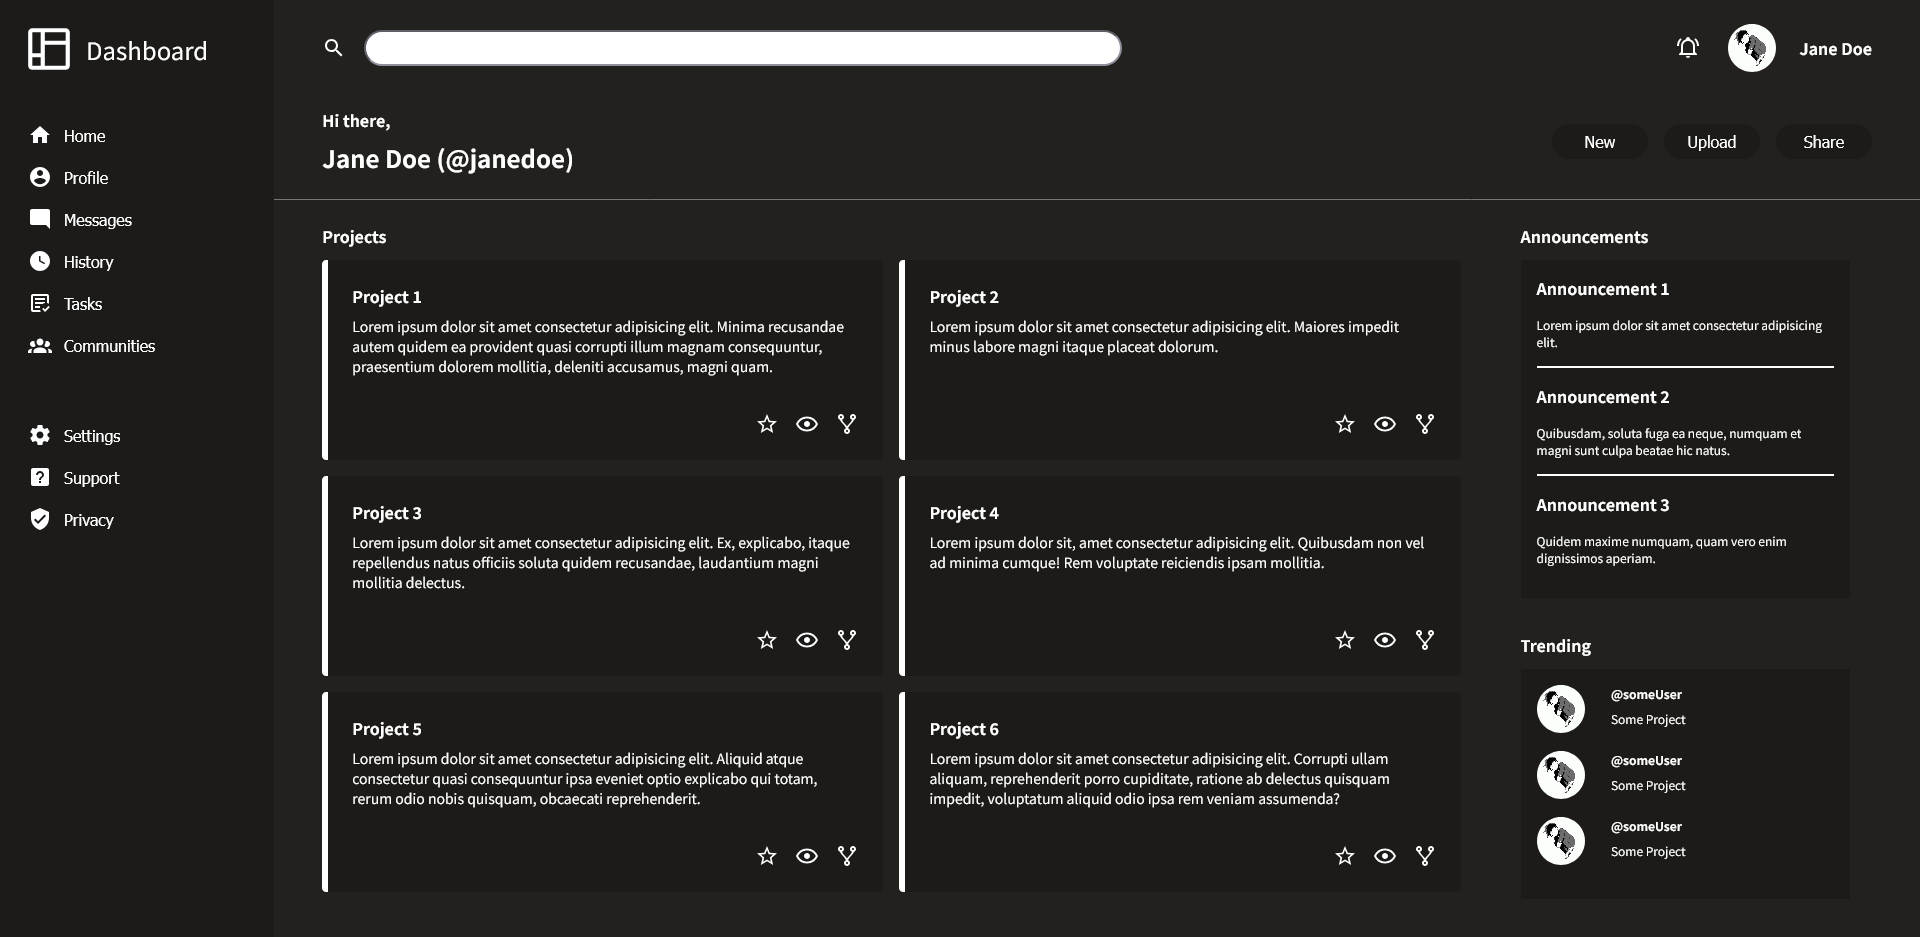 Dashboard
Home
Profile
Messages
History
Tasks
Communities
Settings
Support
Privacy
Jane Doe
Hi there,
Jane Doe (@janedoe)
New
Upload
Share
Projects
Project 1
Lorem ipsum dolor sit amet consectetur adipisicing elit. Minima recusandae
autem quidem ea provident quasi corrupti illum magnam consequuntur,
praesentium dolorem mollitia, deleniti accusamus, magni quam.
Project 2
Lorem ipsum dolor sit amet consectetur adipisicing elit. Maiores impedit
minus labore magni itaque placeat dolorum.
Project 3
Lorem ipsum dolor sit amet consectetur adipisicing elit. Ex, explicabo, itaque
repellendus natus officiis soluta quidem recusandae, laudantium magni
mollitia delectus.
Project 4
Lorem ipsum dolor sit, amet consectetur adipisicing elit. Quibusdam non vel
ad minima cumque! Rem voluptate reiciendis ipsam mollitia.
Project 5
Lorem ipsum dolor sit amet consectetur adipisicing elit. Aliquid atque
consectetur quasi consequuntur ipsa eveniet optio explicabo qui totam,
rerum odio nobis quisquam, obcaecati reprehenderit.
Project 6
Lorem ipsum dolor sit amet consectetur adipisicing elit. Corrupti ullam
aliquam, reprehenderit porro cupiditate, ratione ab delectus quisquam
impedit, voluptatum aliquid odio ipsa rem veniam assumenda?
Announcements
Announcement 1
Lorem ipsum dolor sit amet consectetur adipisicing
elit.
Announcement 2
Quibusdam, soluta fuga ea neque, numquam et
magni sunt culpa beatae hic natus.
Announcement 3
Quidem maxime numquam, quam vero enim
dignissimos aperiam.
Trending
@someUser
Some Project
@someUser
Some Project
@someUser
Some Project